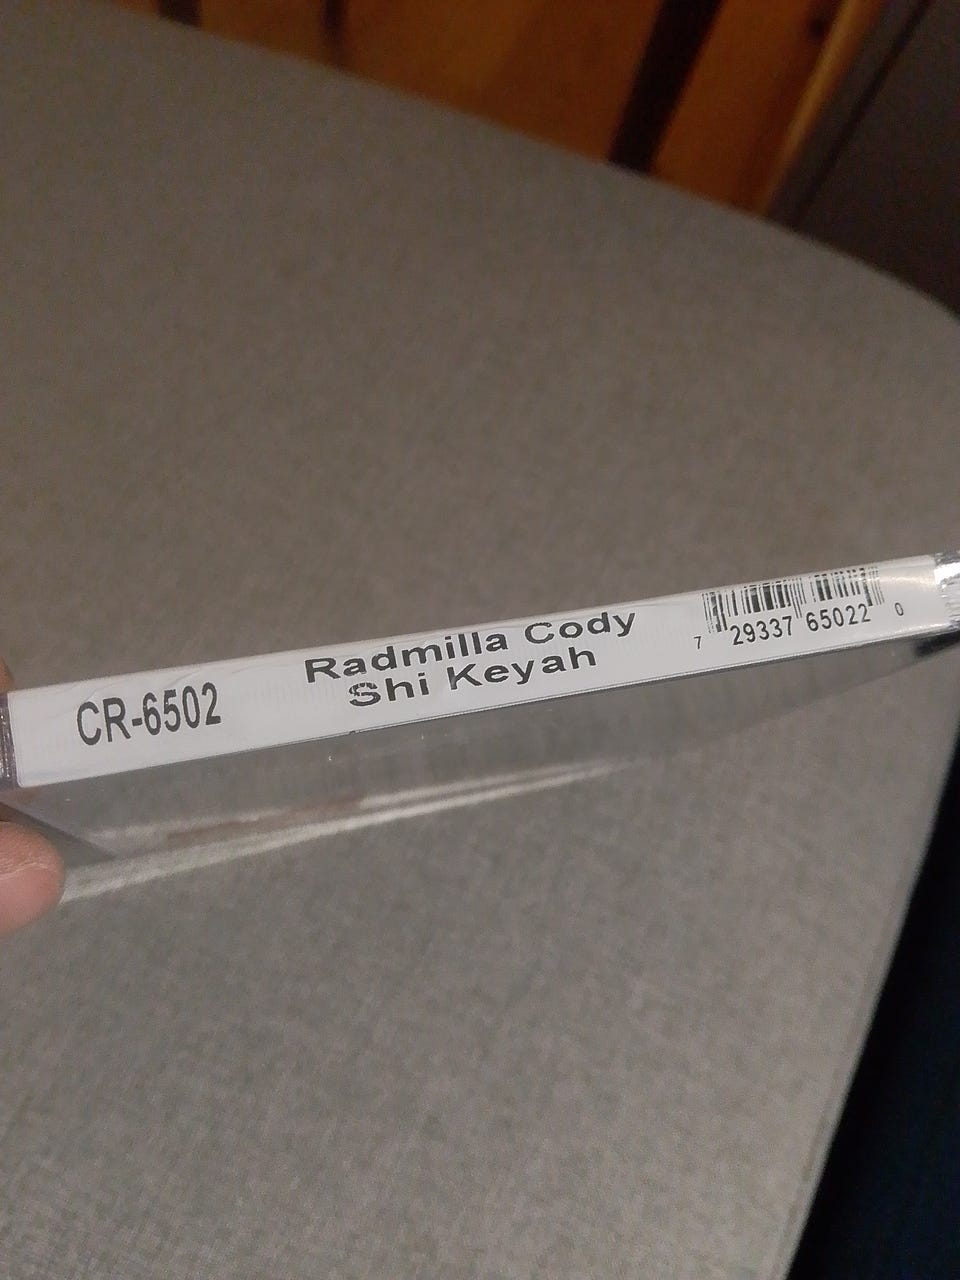 CR-6502
Radmilla Cody
Shi Keyah
7 29337 65022 0